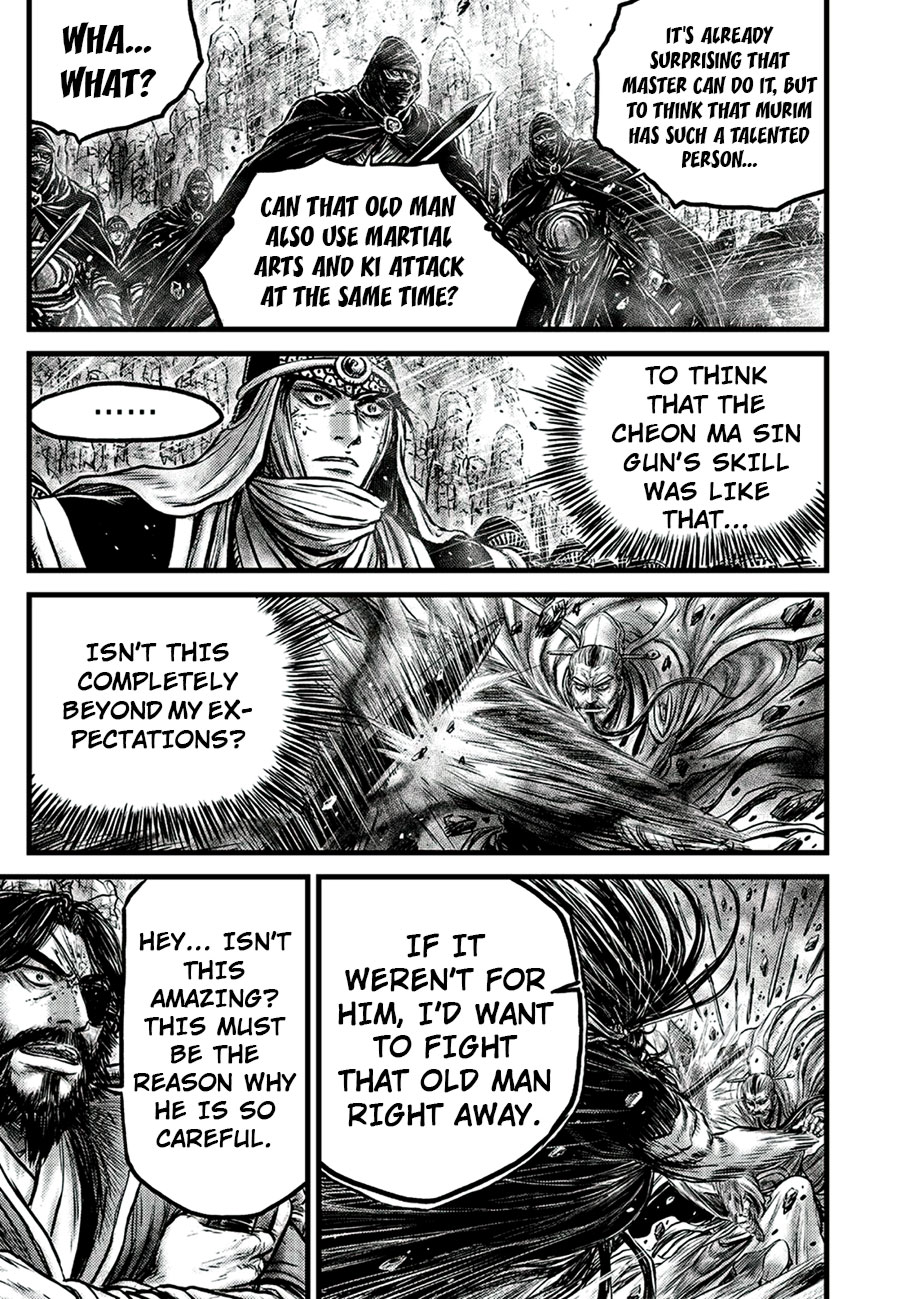 WHA...
WHAT?
IT'S ALREADY
SURPRISING THAT
MASTER CAN DO IT, BUT
TO THINK THAT MURIM
HAS SUCH A TALENTED
PERSON...
CAN THAT OLD MAN
ALSO USE MARTIAL
ARTS AND KI ATTACK
AT THE SAME TIME?
......
TO THINK
THAT THE
CHEON MA SIN
GUN'S SKILL
WAS LIKE
THAT...
ISN'T THIS
COMPLETELY
BEYOND MY EX-
PECTATIONS?
HEY... ISN'T
THIS
AMAZING?
THIS MUST
BE THE
REASON WHY
HE IS SO
CAREFUL.
IF IT
WEREN'T FOR
HIM, I'D WANT
TO FIGHT
THAT OLD MAN
RIGHT AWAY.